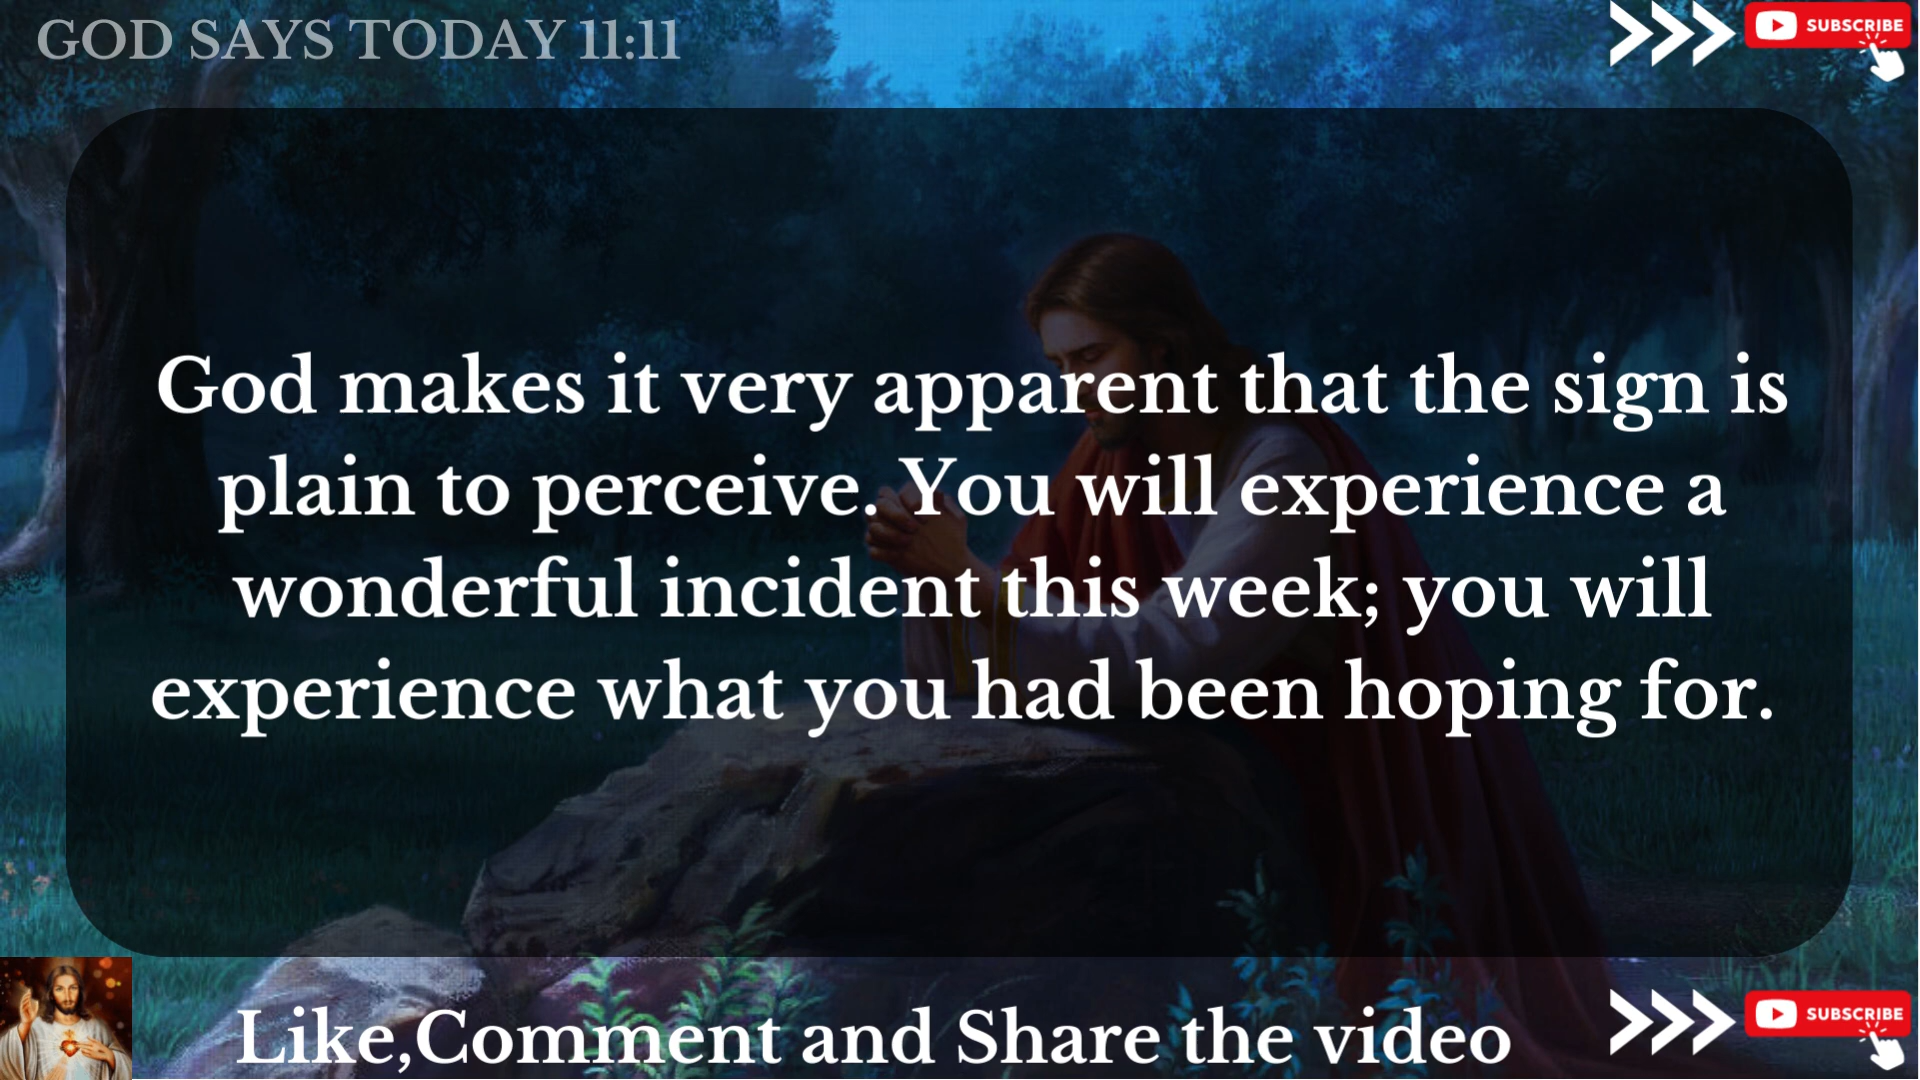 GOD SAYS TODAY 11:11
SUBSCRIBE
God makes it very apparent that the sign is
plain to perceive. You will experience a
wonderful incident this week; you will
experience what you had been hoping for.
Like,Comment and Share the video
SUBSCRIBE